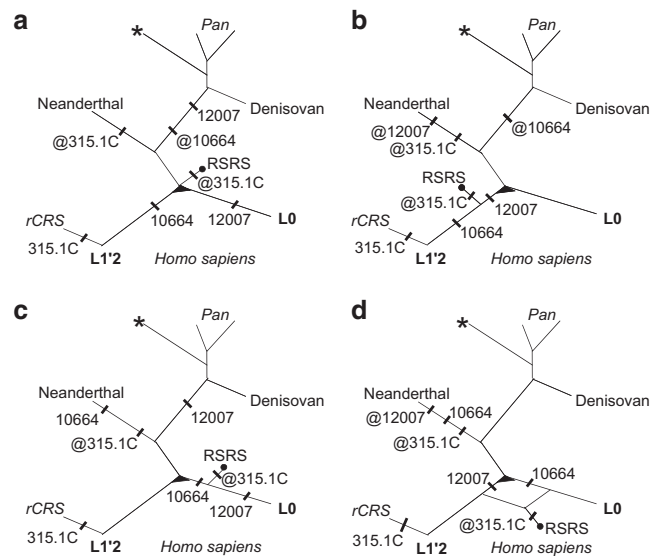 a
*
Pan
Neanderthal
12007
Denisovan
@315.1C
@10664
RSRS
@315.1C
10664
12007
L0
rCRS
315.1C
L1'2
Homo sapiens
b
*
Pan
Neanderthal
Denisovan
@12007
@10664
@315.1C
RSRS
@315.1C
12007
10664
L0
rCRS
315.1C
L1'2
Homo sapiens
c
*
Pan
Neanderthal
10664
12007
Denisovan
@315.1C
RSRS
@315.1C
10664
12007
L0
rCRS
315.1C
L1'2
Homo sapiens
d
*
Pan
Neanderthal
@12007
10664
Denisovan
@315.1C
12007
10664
L0
rCRS
@315.1C
RSRS
315.1C
L1'2
Homo sapiens